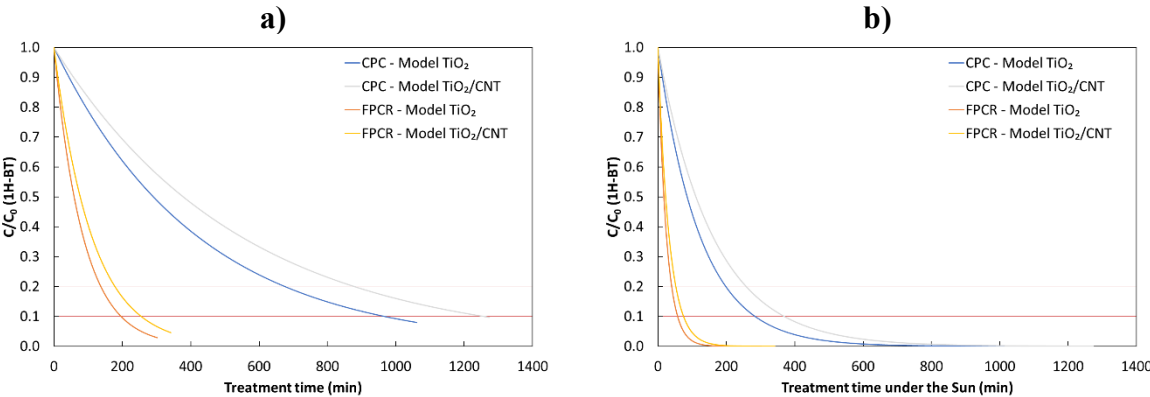 a)
1.0
0.9
0.8
0.7
0.6
0.5
0.4
0.3
0.2
0.1
0.0
C/C₀ (1H-BT)
CPC - Model TiO₂
CPC - Model TiO₂/CNT
FPCR - Model TiO₂
FPCR - Model TiO₂/CNT
0 200 400 600 800 1000 1200 1400
Treatment time (min)
b)
1.0
0.9
0.8
0.7
0.6
0.5
0.4
0.3
0.2
0.1
0.0
C/C₀ (1H-BT)
CPC - Model TiO₂
CPC - Model TiO₂/CNT
FPCR - Model TiO₂
FPCR - Model TiO₂/CNT
0 200 400 600 800 1000 1200 1400
Treatment time under the Sun (min)